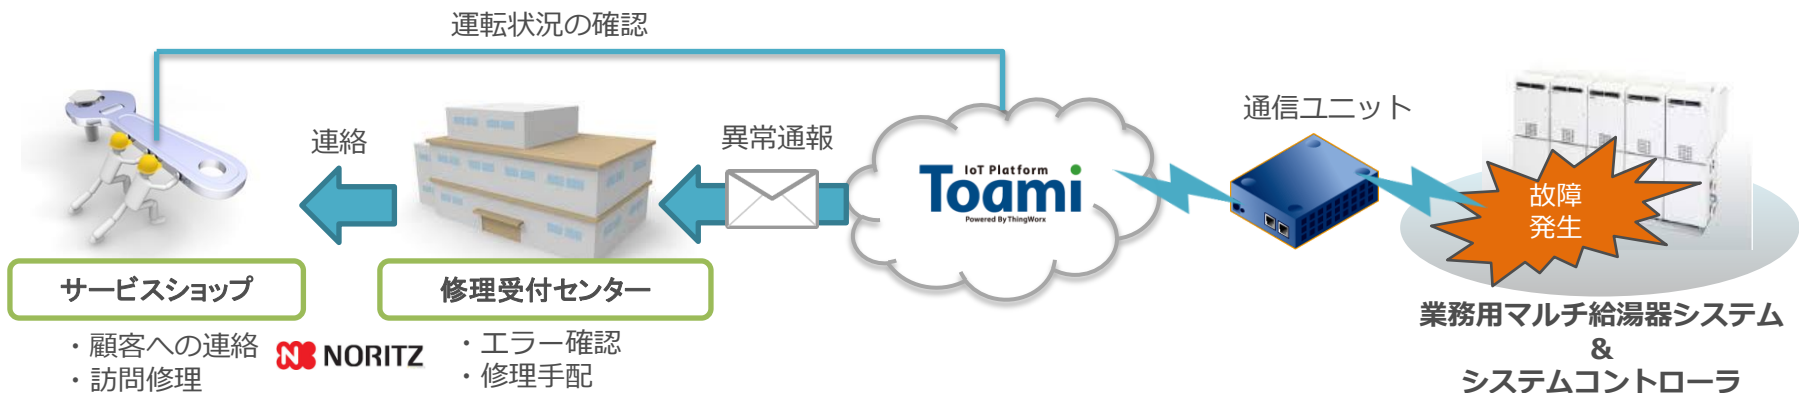 運転状況の確認
連絡
異常通報
IoT Platform
Toami
Powered By ThingWorx
通信ユニット
故障
発生
サービスショップ
・顧客への連絡
・訪問修理
NORITZ
修理受付センター
・エラー確認
・修理手配
業務用マルチ給湯器システム
&
システムコントローラ